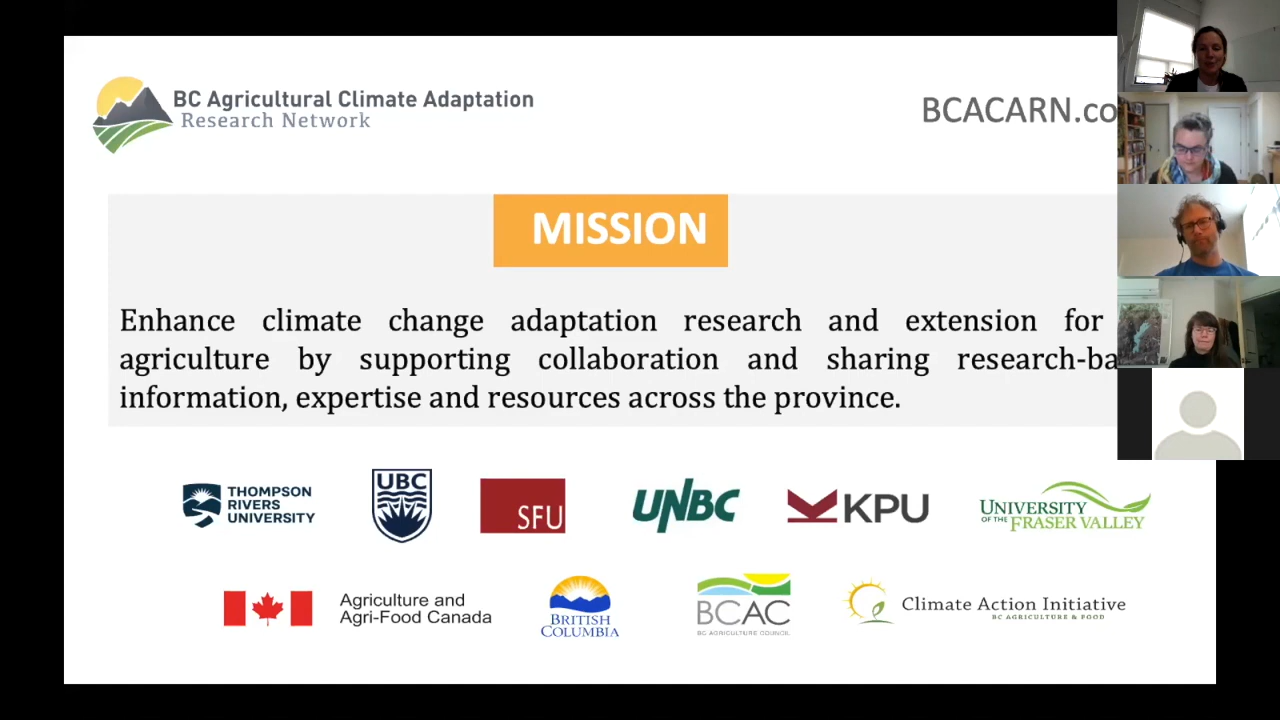 BC Agricultural Climate Adaptation
Research Network
BCACARN.co
MISSION
Enhance climate change adaptation research and extension for
agriculture by supporting collaboration and sharing research-ba
information, expertise and resources across the province.
THOMPSON
RIVERS
UNIVERSITY
UBC
SFU
UNBC
KPU
UNIVERSITY
OF THE FRASER VALLEY
Agriculture and
Agri-Food Canada
BRITISH
COLUMBIA
BCAC
BC AGRICULTURE COUNCIL
Climate Action Initiative
BC AGRICULTURE & FOOD